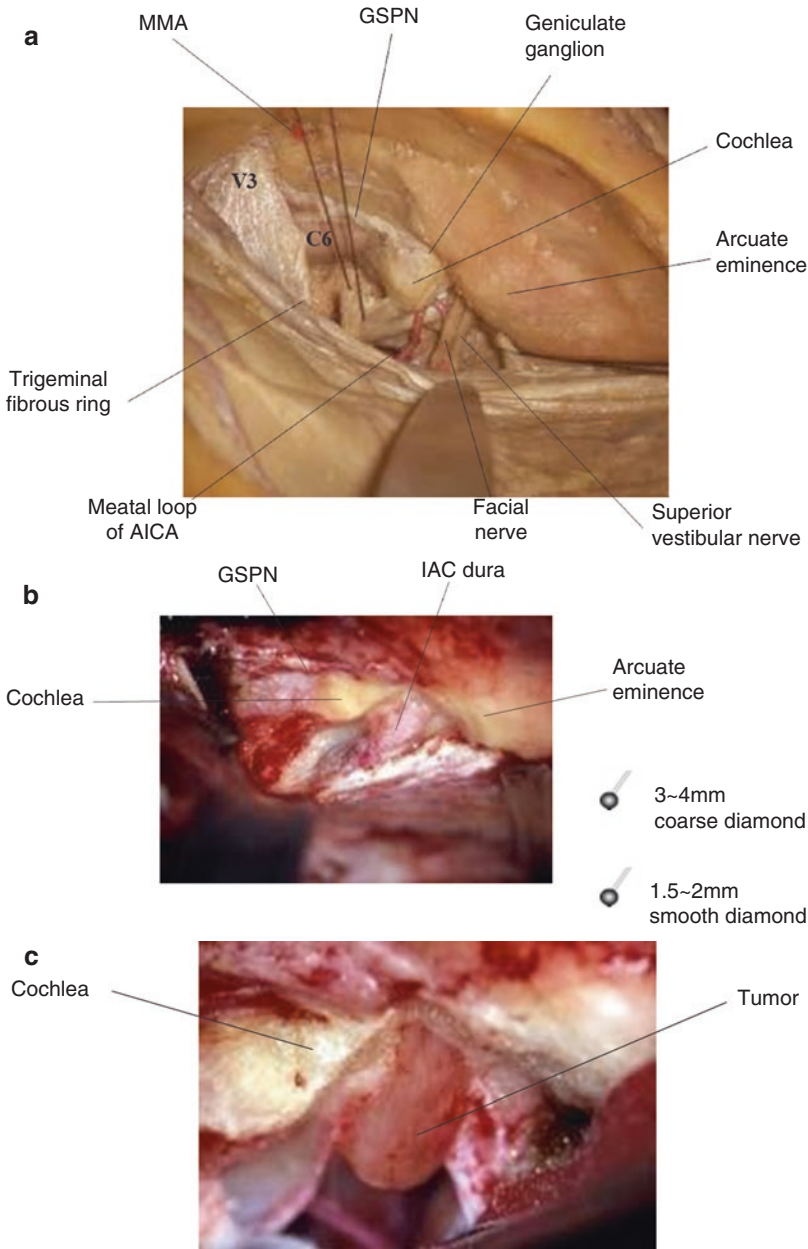 a
MMA
GSPN
Geniculate
ganglion
Cochlea
Arcuate
eminence
V3
C6
Trigeminal
fibrous ring
Meatal loop
of AICA
Facial
nerve
Superior
vestibular nerve
b
GSPN
IAC dura
Cochlea
Arcuate
eminence
3~4mm
coarse diamond
1.5~2mm
smooth diamond
c
Cochlea
Tumor